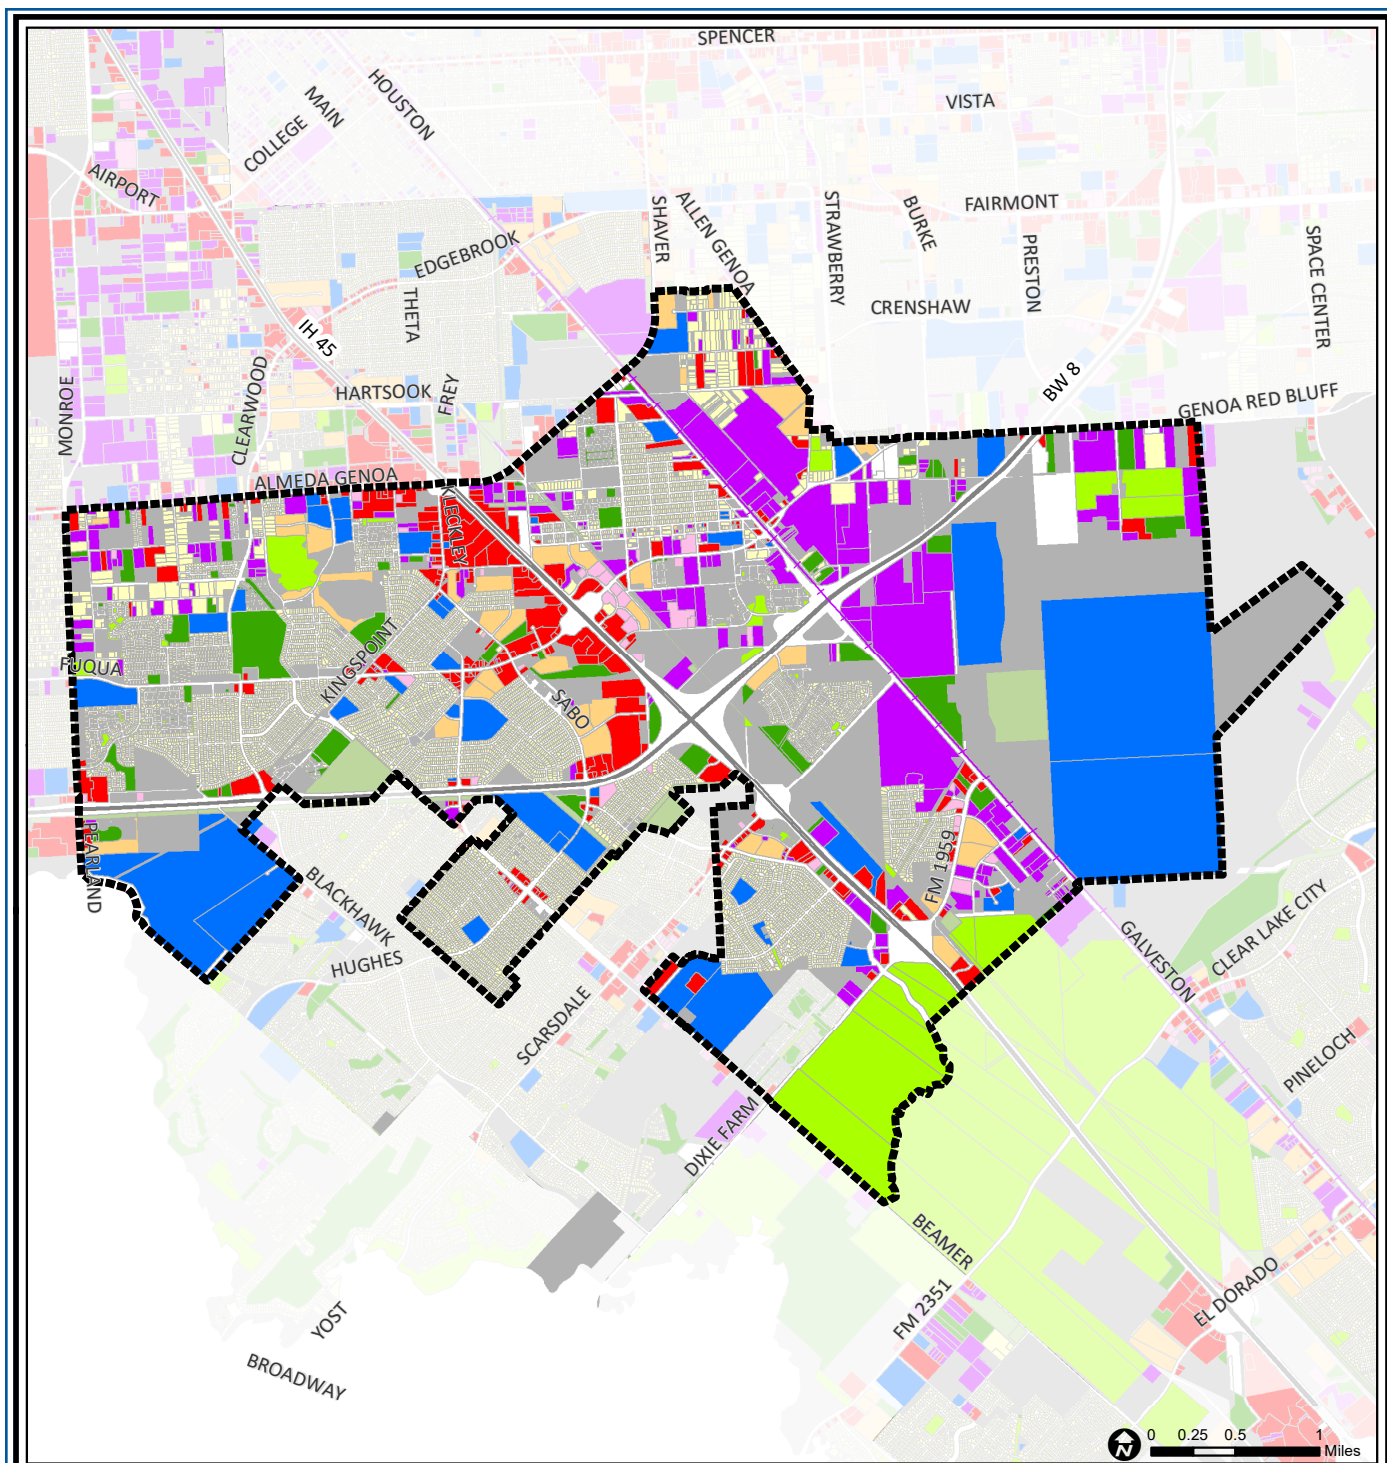 SPENCER
HOUSTON
MAIN
VISTA
COLLEGE
AIRPORT
SHAVER
ALLEN GENOA
STRAWBERRY
BURKE
FAIRMONT
PRESTON
SPACE CENTER
EDGEBROOK
THETA
CRENSHAW
IH 45
MONROE
CLEARWOOD
HARTSOOK
FREY
BW 8
GENOA RED BLUFF
ALMEDA GENOA
KLECKLEY
FUQUA
KINGSPOINT
SABO
PEARLAND
BLACKHAWK
HUGHES
FM 1959
GALVESTON
CLEAR LAKE CITY
SCARSDALE
PINELOCH
DIXIE FARM
BEAMER
FM 2351
EL DORADO
YOST
BROADWAY
N
0 0.25 0.5 1
Miles